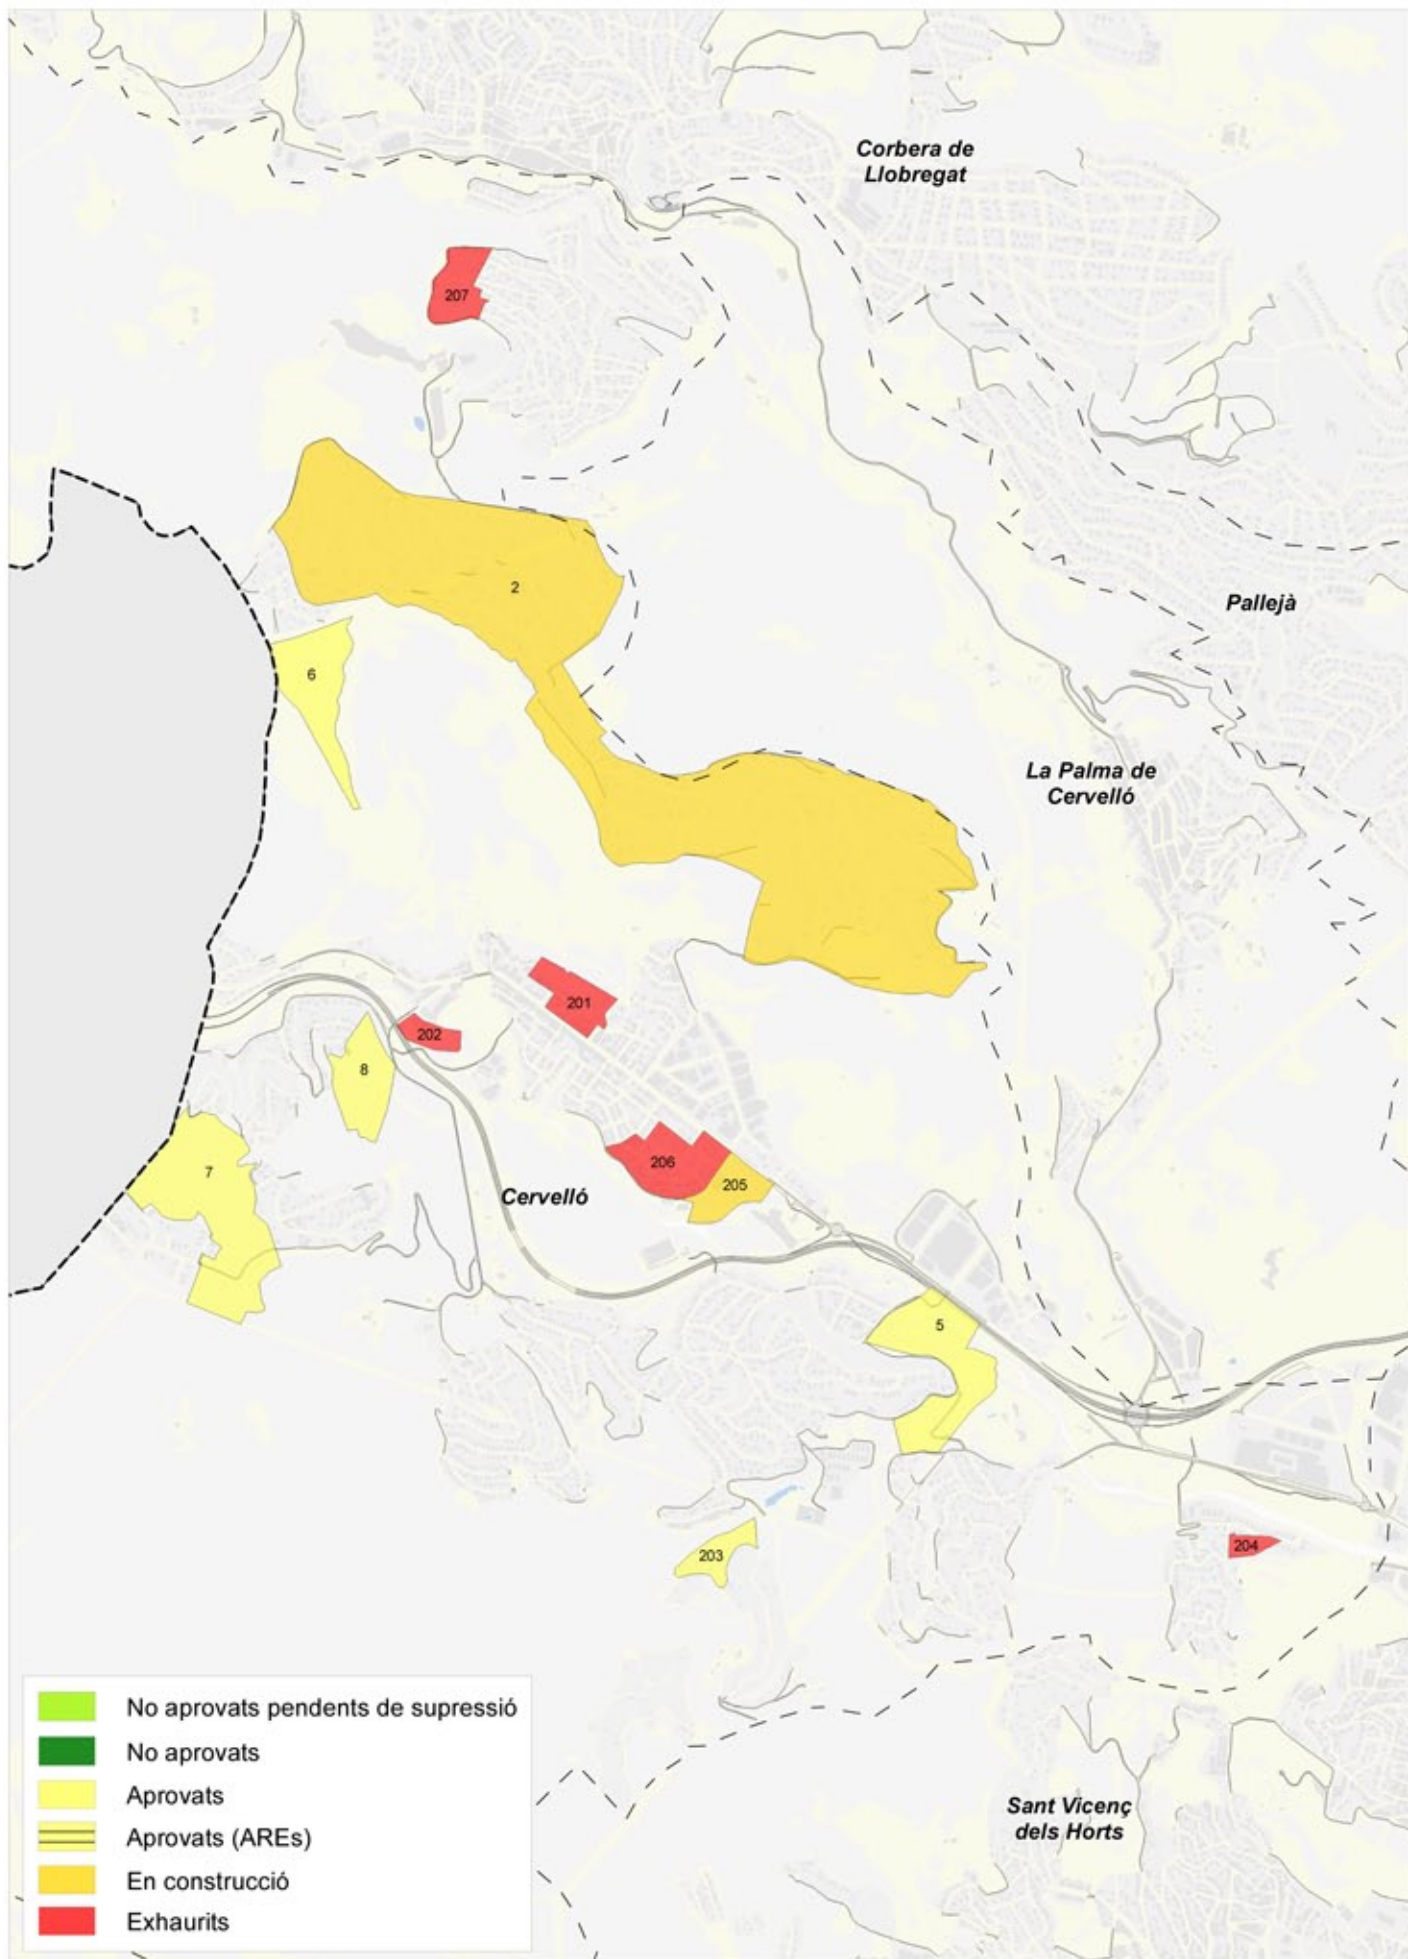 Corbera de
Llobregat
207
2
Pallejà
6
La Palma de
Cervelló
201
202
8
206
7
205
Cervelló
5
204
203
No aprovats pendents de supressió
No aprovats
Aprovats
Aprovats (AREs)
En construcció
Exhaurits
Sant Vicenç
dels Horts